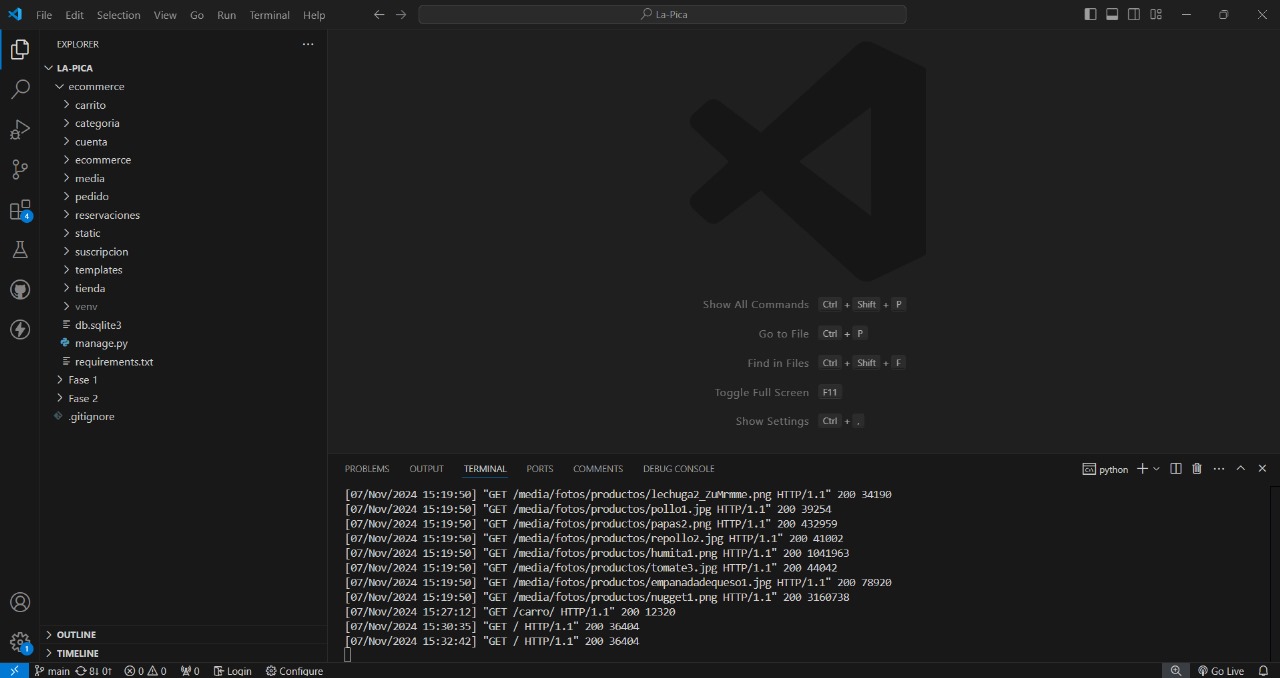 File Edit Selection View Go Run Terminal Help
La-Pica
EXPLORER
LA-PICA
ecommerce
carrito
categoria
cuenta
ecommerce
media
pedido
reservaciones
static
suscripcion
templates
tienda
venv
db.sqlite3
manage.py
requirements.txt
Fase 1
Fase 2
.gitignore
OUTLINE
TIMELINE
4
1
Show All Commands Ctrl + Shift + P
Go to File Ctrl + P
Find in Files Ctrl + Shift + F
Toggle Full Screen F11
Show Settings Ctrl + ,
PROBLEMS OUTPUT TERMINAL PORTS COMMENTS DEBUG CONSOLE
python
[07/Nov/2024 15:19:50] "GET /media/fotos/productos/lechuga2_ZuMrmme.png HTTP/1.1" 200 34190
[07/Nov/2024 15:19:50] "GET /media/fotos/productos/pollo1.jpg HTTP/1.1" 200 39254
[07/Nov/2024 15:19:50] "GET /media/fotos/productos/papas2.png HTTP/1.1" 200 432959
[07/Nov/2024 15:19:50] "GET /media/fotos/productos/repollo2.jpg HTTP/1.1" 200 41002
[07/Nov/2024 15:19:50] "GET /media/fotos/productos/humita1.png HTTP/1.1" 200 1041963
[07/Nov/2024 15:19:50] "GET /media/fotos/productos/tomate3.jpg HTTP/1.1" 200 44042
[07/Nov/2024 15:19:50] "GET /media/fotos/productos/empanadadequeso1.jpg HTTP/1.1" 200 78920
[07/Nov/2024 15:19:50] "GET /media/fotos/productos/nugget1.png HTTP/1.1" 200 3160738
[07/Nov/2024 15:27:12] "GET /carro/ HTTP/1.1" 200 12320
[07/Nov/2024 15:30:35] "GET / HTTP/1.1" 200 36404
[07/Nov/2024 15:32:42] "GET / HTTP/1.1" 200 36404
main 8↓ 0↑ 0 0 0 Login Configure Go Live